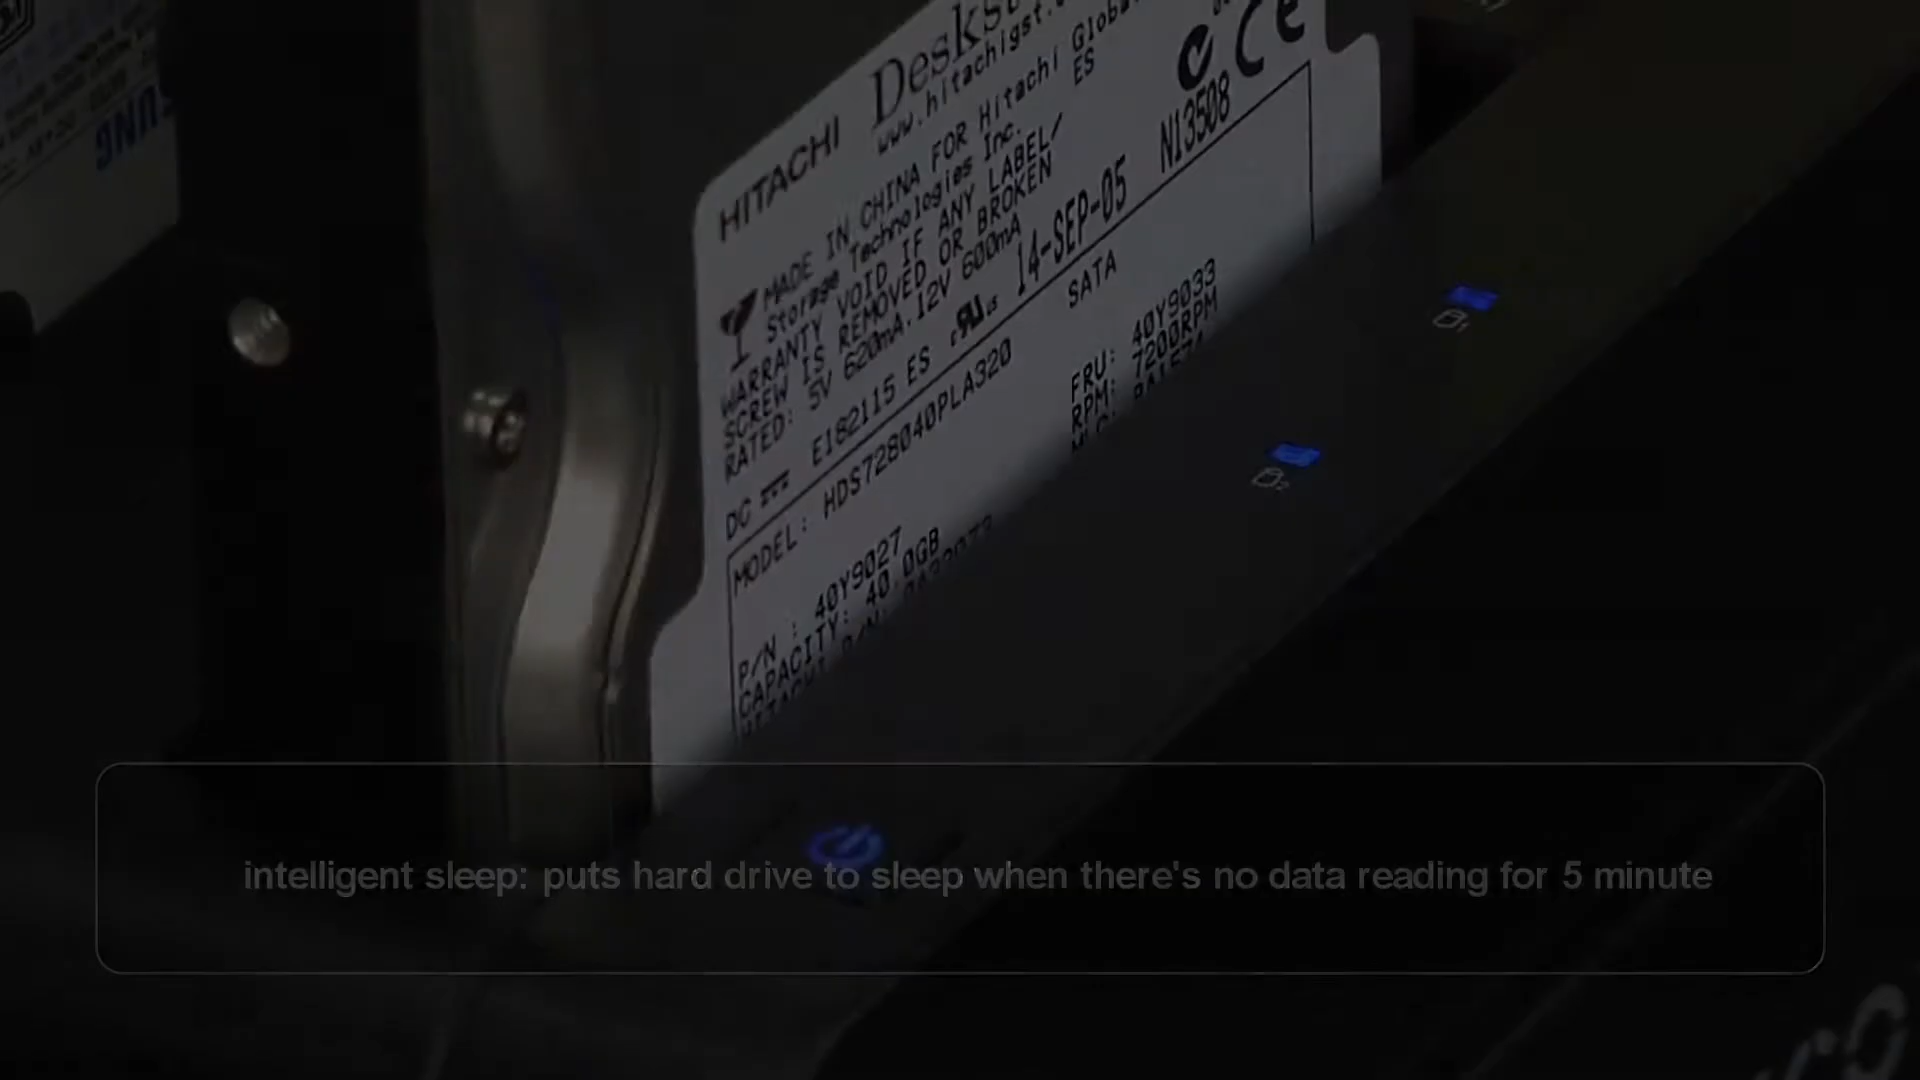 HITACHI
www.hitachigst.
MADE IN CHINA FOR Hitachi Global
Storage Technologies Inc. ES
WARRANTY VOID IF ANY LABEL/
SCREW IS REMOVED OR BROKEN
RATED: 5V 620mA.12V 600mA
14-SEP-05 N13508
DC E182115 ES
MODEL: HDS728040PLA320 SATA
FRU: 40Y9033
RPM: 7200RPM
P/N : 40Y9027
CAPACITY: 40.0GB
1
2
intelligent sleep: puts hard drive to sleep when there's no data reading for 5 minute